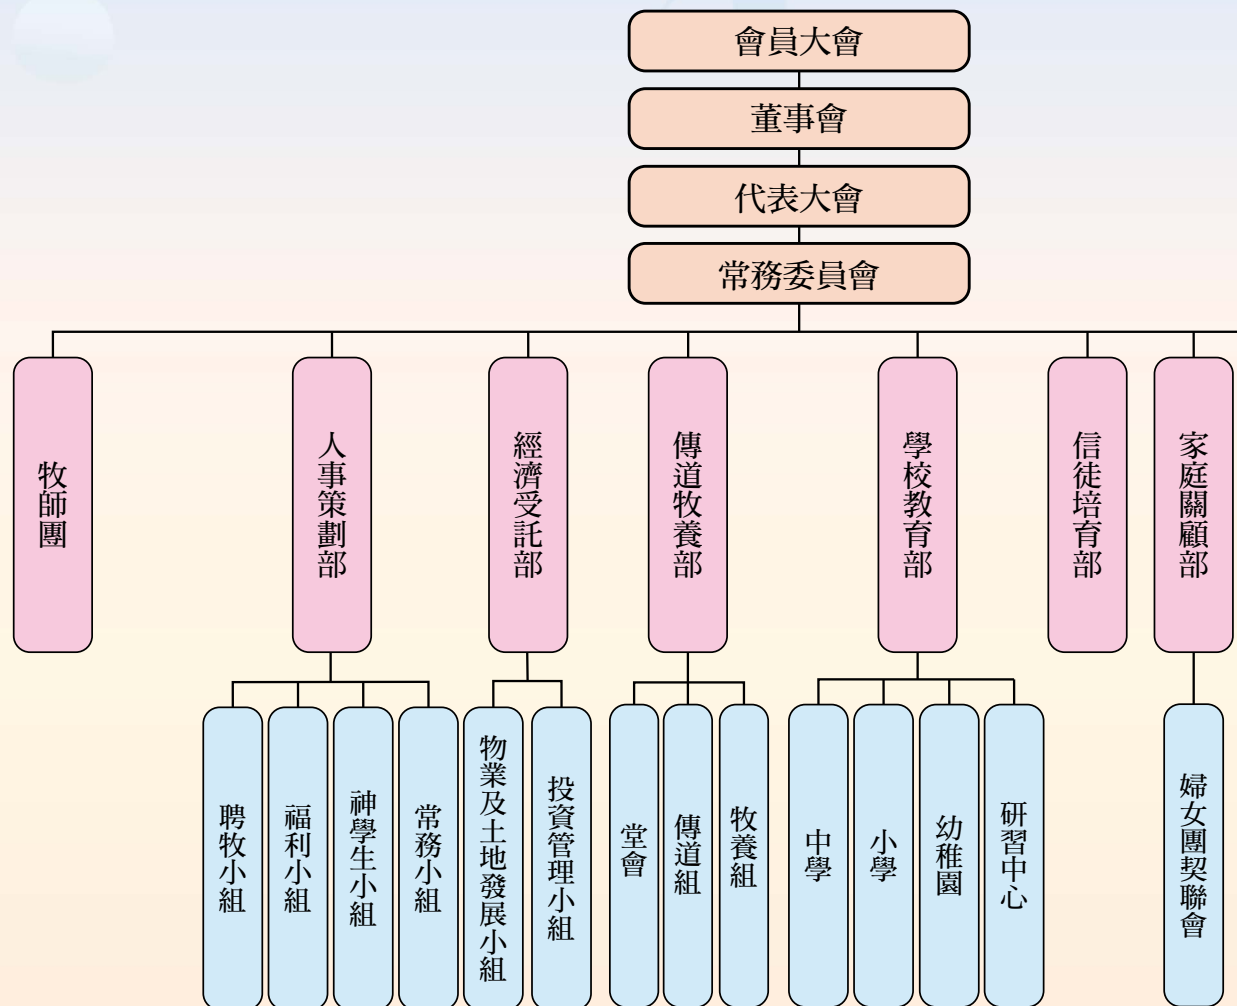 會員大會
董事會
代表大會
常務委員會
牧師團
人事策劃部
經濟受託部
傳道牧養部
學校教育部
信徒培育部
家庭關顧部
聘牧小組
福利小組
神學生小組
常務小組
物業及土地發展小組
投資管理小組
堂會
傳道組
牧養組
中學
小學
幼稚園
研習中心
婦女團契聯會